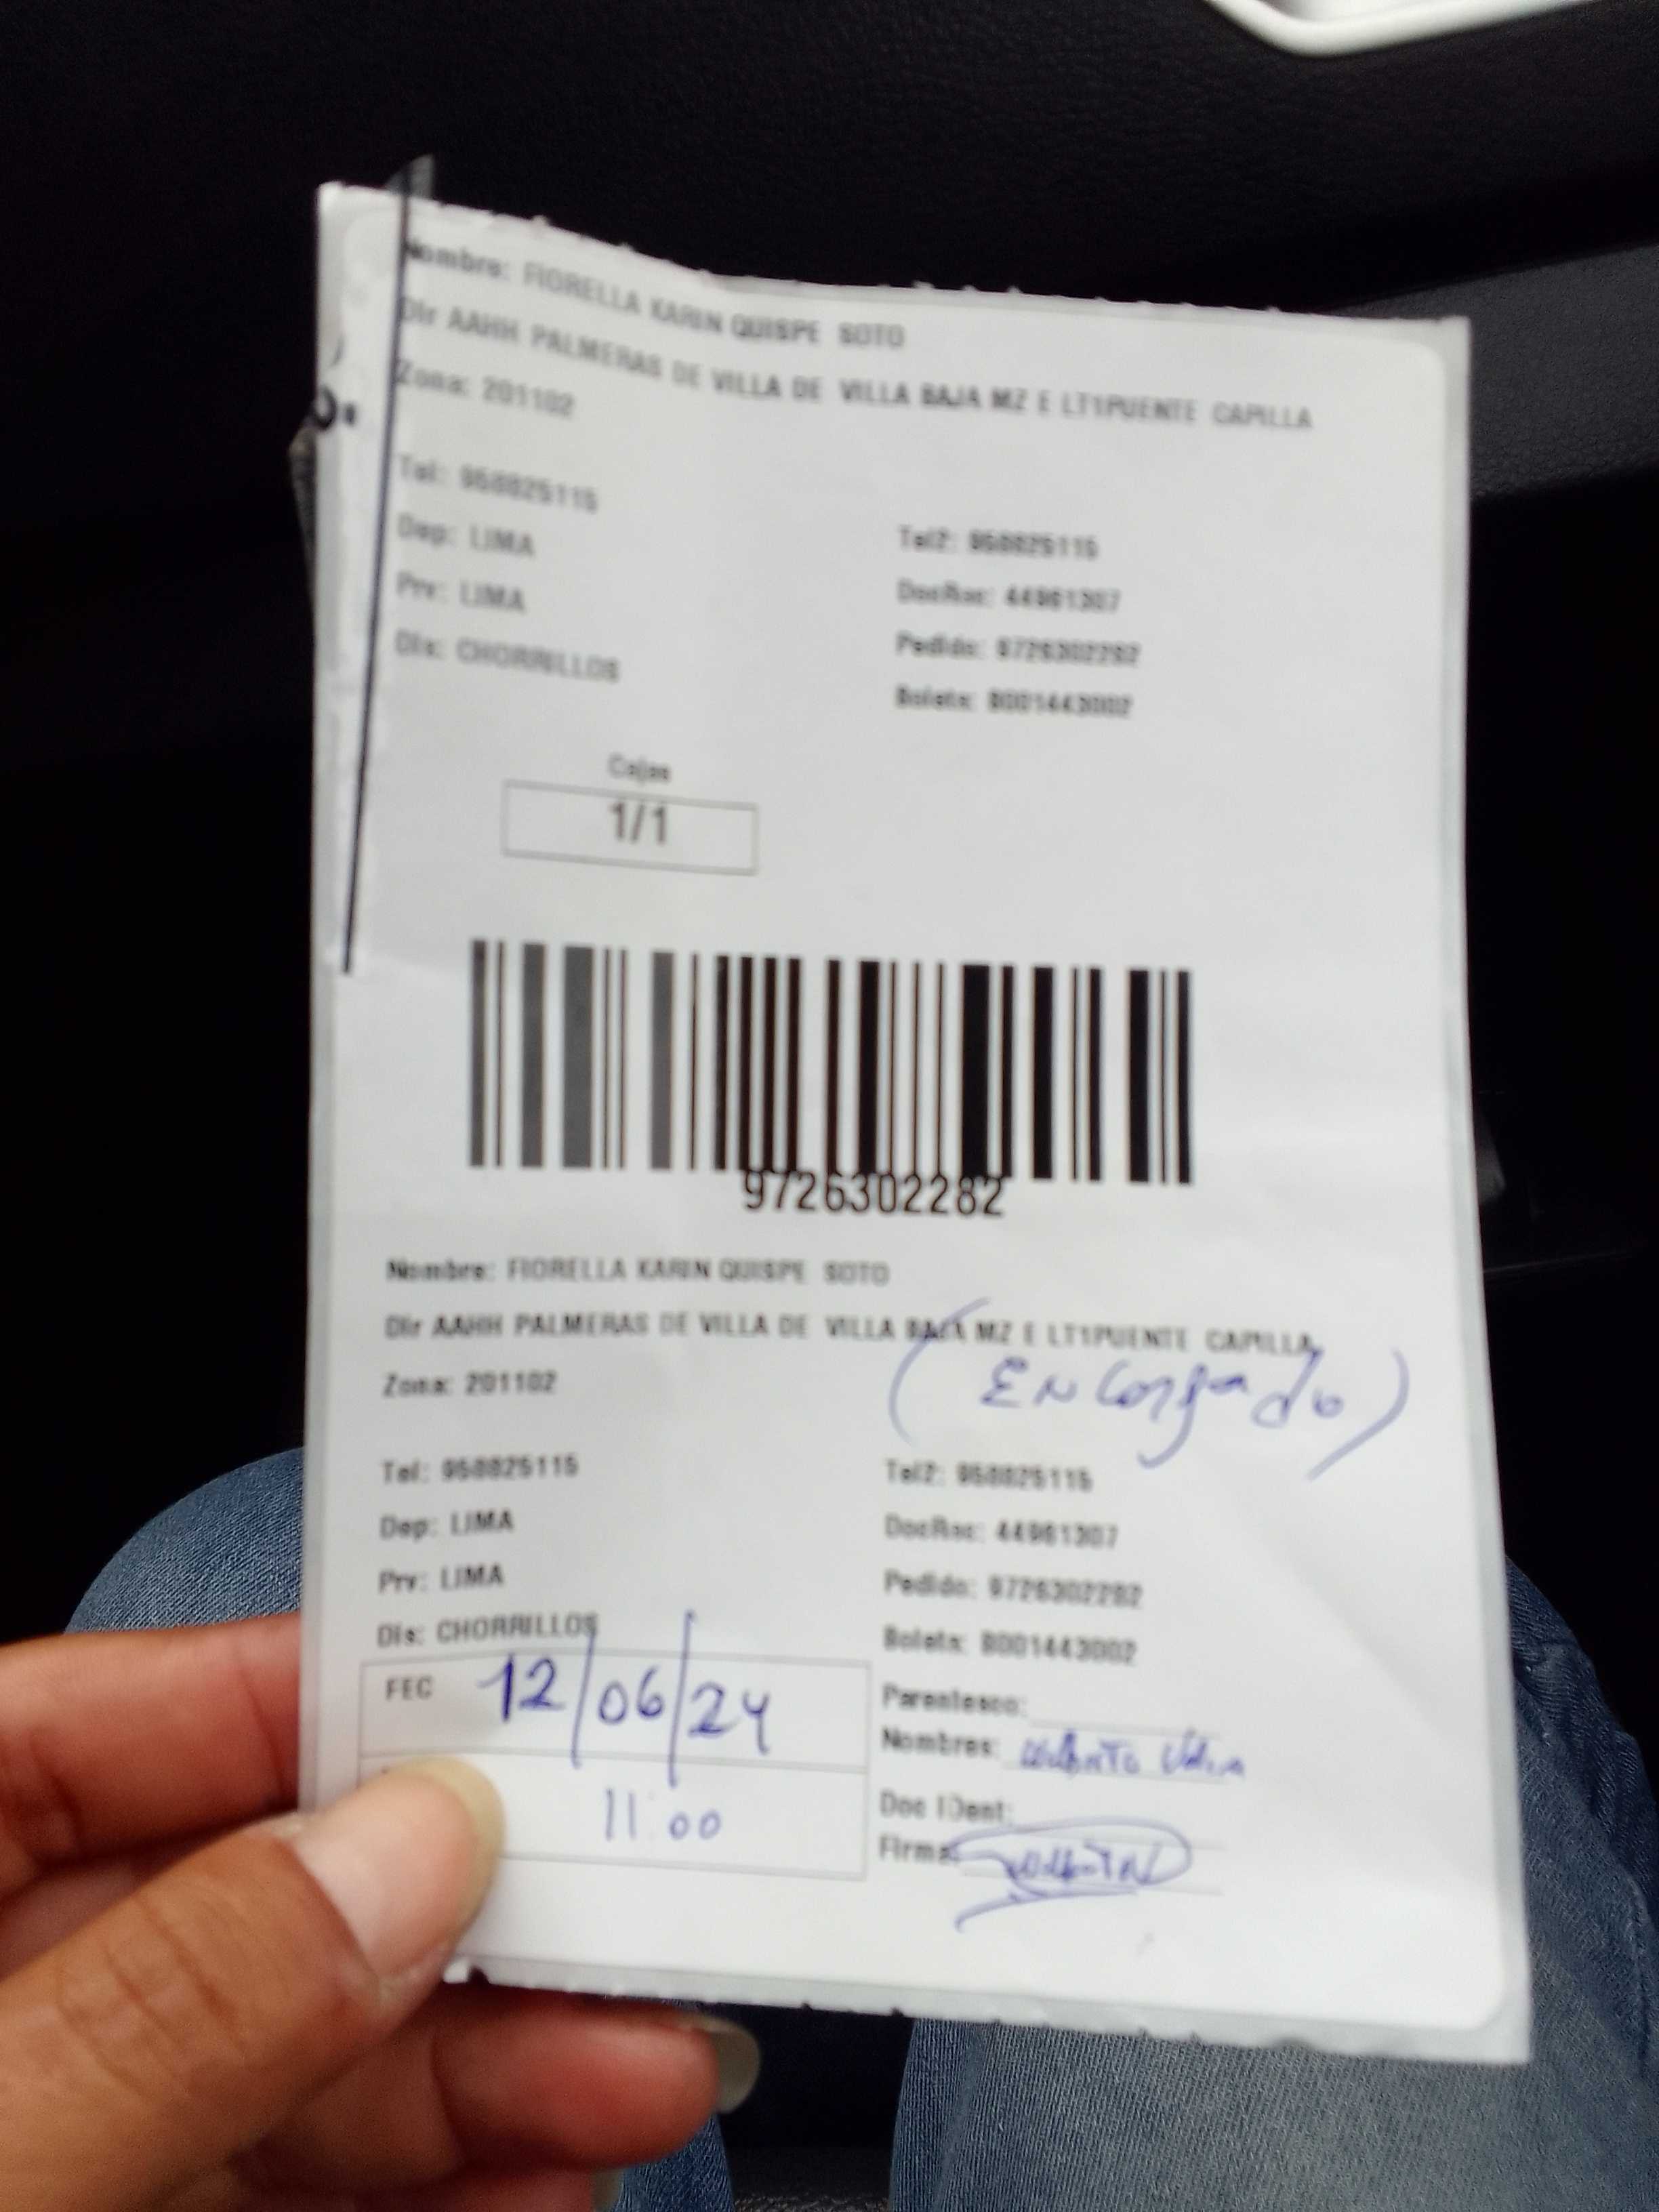 Nombre: FIORELLA KARIN QUISPE SOTO
Dir AAHH PALMERAS DE VILLA DE VILLA BAJA MZ E LT1PUENTE CAPILLA
Zona: 201102
Tel: 958825115
Tel2: 958825115
Dep: LIMA
DocRec: 44961307
Prv: LIMA
Pedido: 9726302282
Dis: CHORRILLOS
Boleta: B001443002
Cajas
1/1
9726302282
Nombre: FIORELLA KARIN QUISPE SOTO
Dir AAHH PALMERAS DE VILLA DE VILLA BAJA MZ E LT1PUENTE CAPILLA
(Encargado)
Zona: 201102
Tel: 958825115
Tel2: 958825115
Dep: LIMA
DocRec: 44961307
Prv: LIMA
Pedido: 9726302282
Dis: CHORRILLOS
Boleta: B001443002
FEC 12/06/24
Parentesco:
Nombres:
11:00
Doc IDent:
Firma: